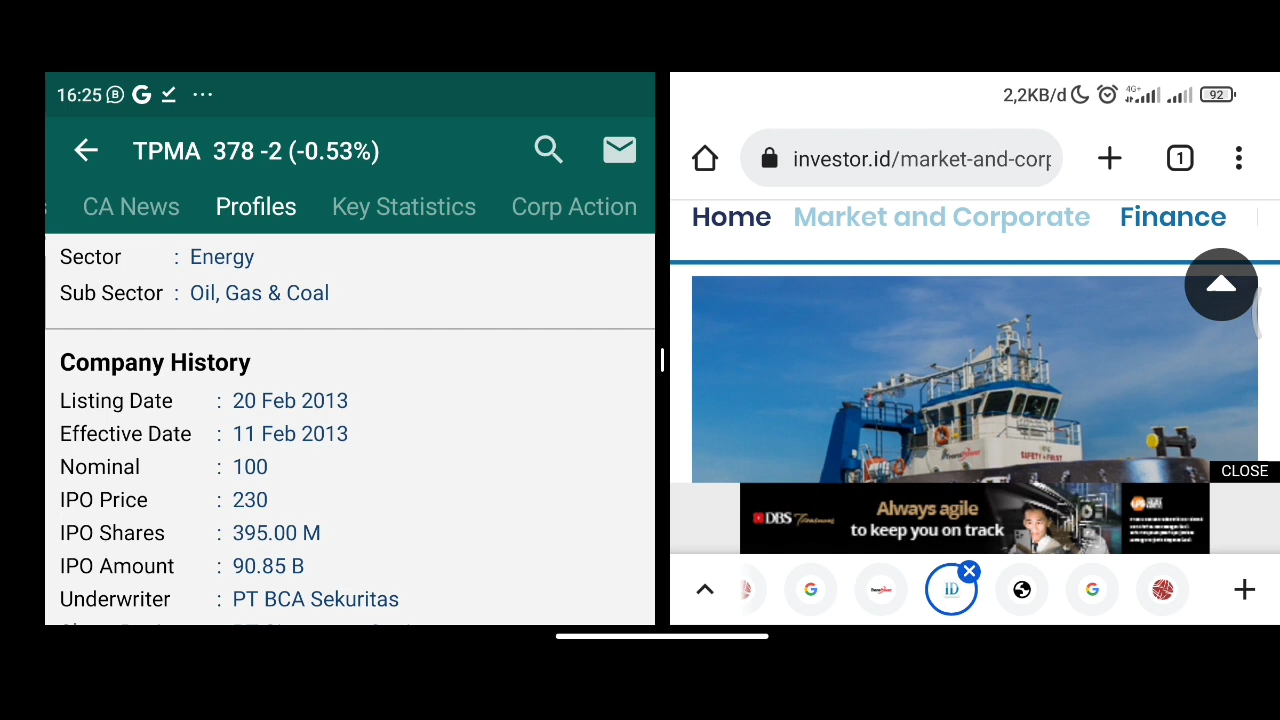 16:25
TPMA 378 -2 (-0.53%)
CA News Profiles Key Statistics Corp Action
Sector : Energy
Sub Sector : Oil, Gas & Coal
Company History
Listing Date : 20 Feb 2013
Effective Date : 11 Feb 2013
Nominal : 100
IPO Price : 230
IPO Shares : 395.00 M
IPO Amount : 90.85 B
Underwriter : PT BCA Sekuritas
2,2KB/d 4G+ 92
investor.id/market-and-corp
1
Home Market and Corporate Finance
SAFETY FIRST
CLOSE
DBS Treasures
Always agile
to keep you on track
ID